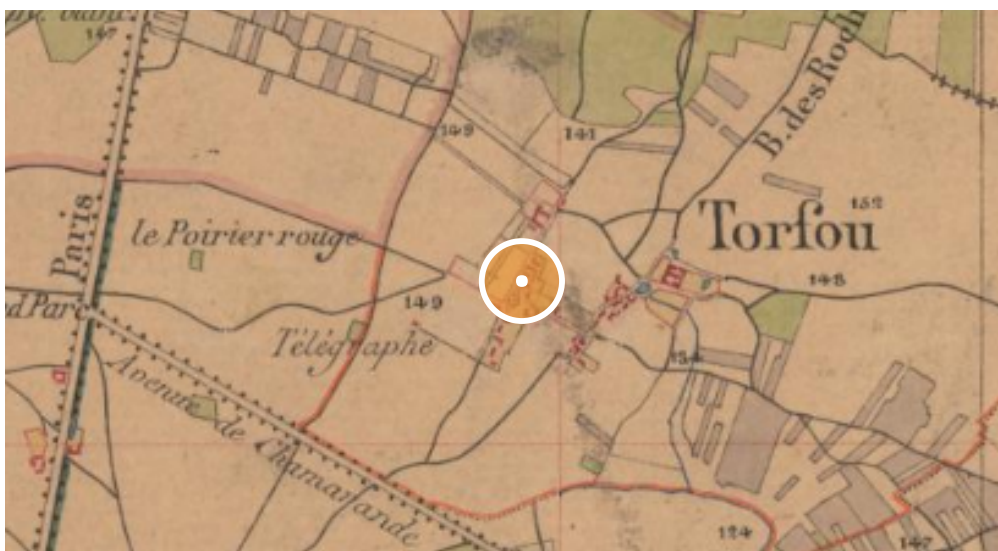 147
149
141
B. des Roch
152
Torfou
Paris
le Poirier rouge
148
149
d Parc
Télégraphe
134
Avenue de Chamarande
124
147